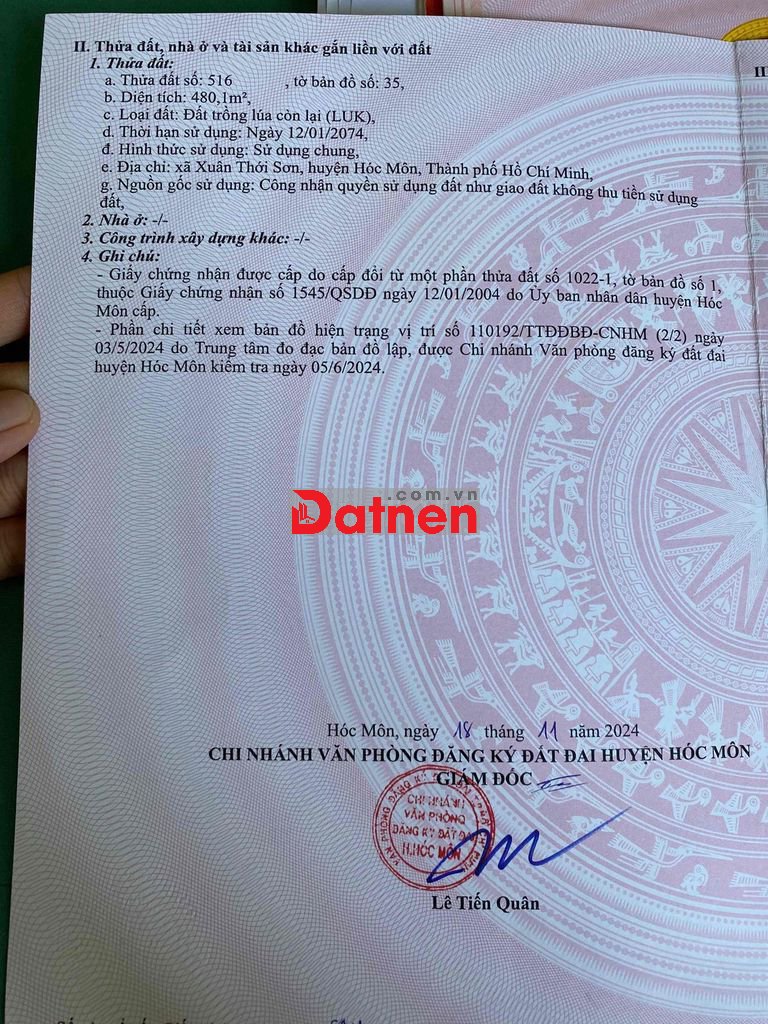 II. Thửa đất, nhà ở và tài sản khác gắn liền với đất
1. Thửa đất:
a. Thửa đất số: 516 , tờ bản đồ số: 35,
b. Diện tích: 480,1m²,
c. Loại đất: Đất trồng lúa còn lại (LUK),
d. Thời hạn sử dụng: Ngày 12/01/2074,
đ. Hình thức sử dụng: Sử dụng chung,
e. Địa chỉ: xã Xuân Thới Sơn, huyện Hóc Môn, Thành phố Hồ Chí Minh,
g. Nguồn gốc sử dụng: Công nhận quyền sử dụng đất như giao đất không thu tiền sử dụng
đất,
2. Nhà ở: -/-
3. Công trình xây dựng khác: -/-
4. Ghi chú:
- Giấy chứng nhận được cấp do cấp đổi từ một phần thửa đất số 1022-1, tờ bản đồ số 1,
thuộc Giấy chứng nhận số 1545/QSDĐ ngày 12/01/2004 do Ủy ban nhân dân huyện Hóc
Môn cấp.
- Phần chi tiết xem bản đồ hiện trạng vị trí số 110192/TTĐĐBĐ-CNHM (2/2) ngày
03/5/2024 do Trung tâm đo đạc bản đồ lập, được Chi nhánh Văn phòng đăng ký đất đai
huyện Hóc Môn kiểm tra ngày 05/6/2024.
.com.vn
Datnen
Hóc Môn, ngày 18 tháng 11 năm 2024
CHI NHÁNH VĂN PHÒNG ĐĂNG KÝ ĐẤT ĐAI HUYỆN HÓC MÔN
GIÁM ĐỐC
CHI NHÁNH
VĂN PHÒNG
ĐĂNG KÝ ĐẤT ĐAI
H.HÓC MÔN
Lê Tiến Quân